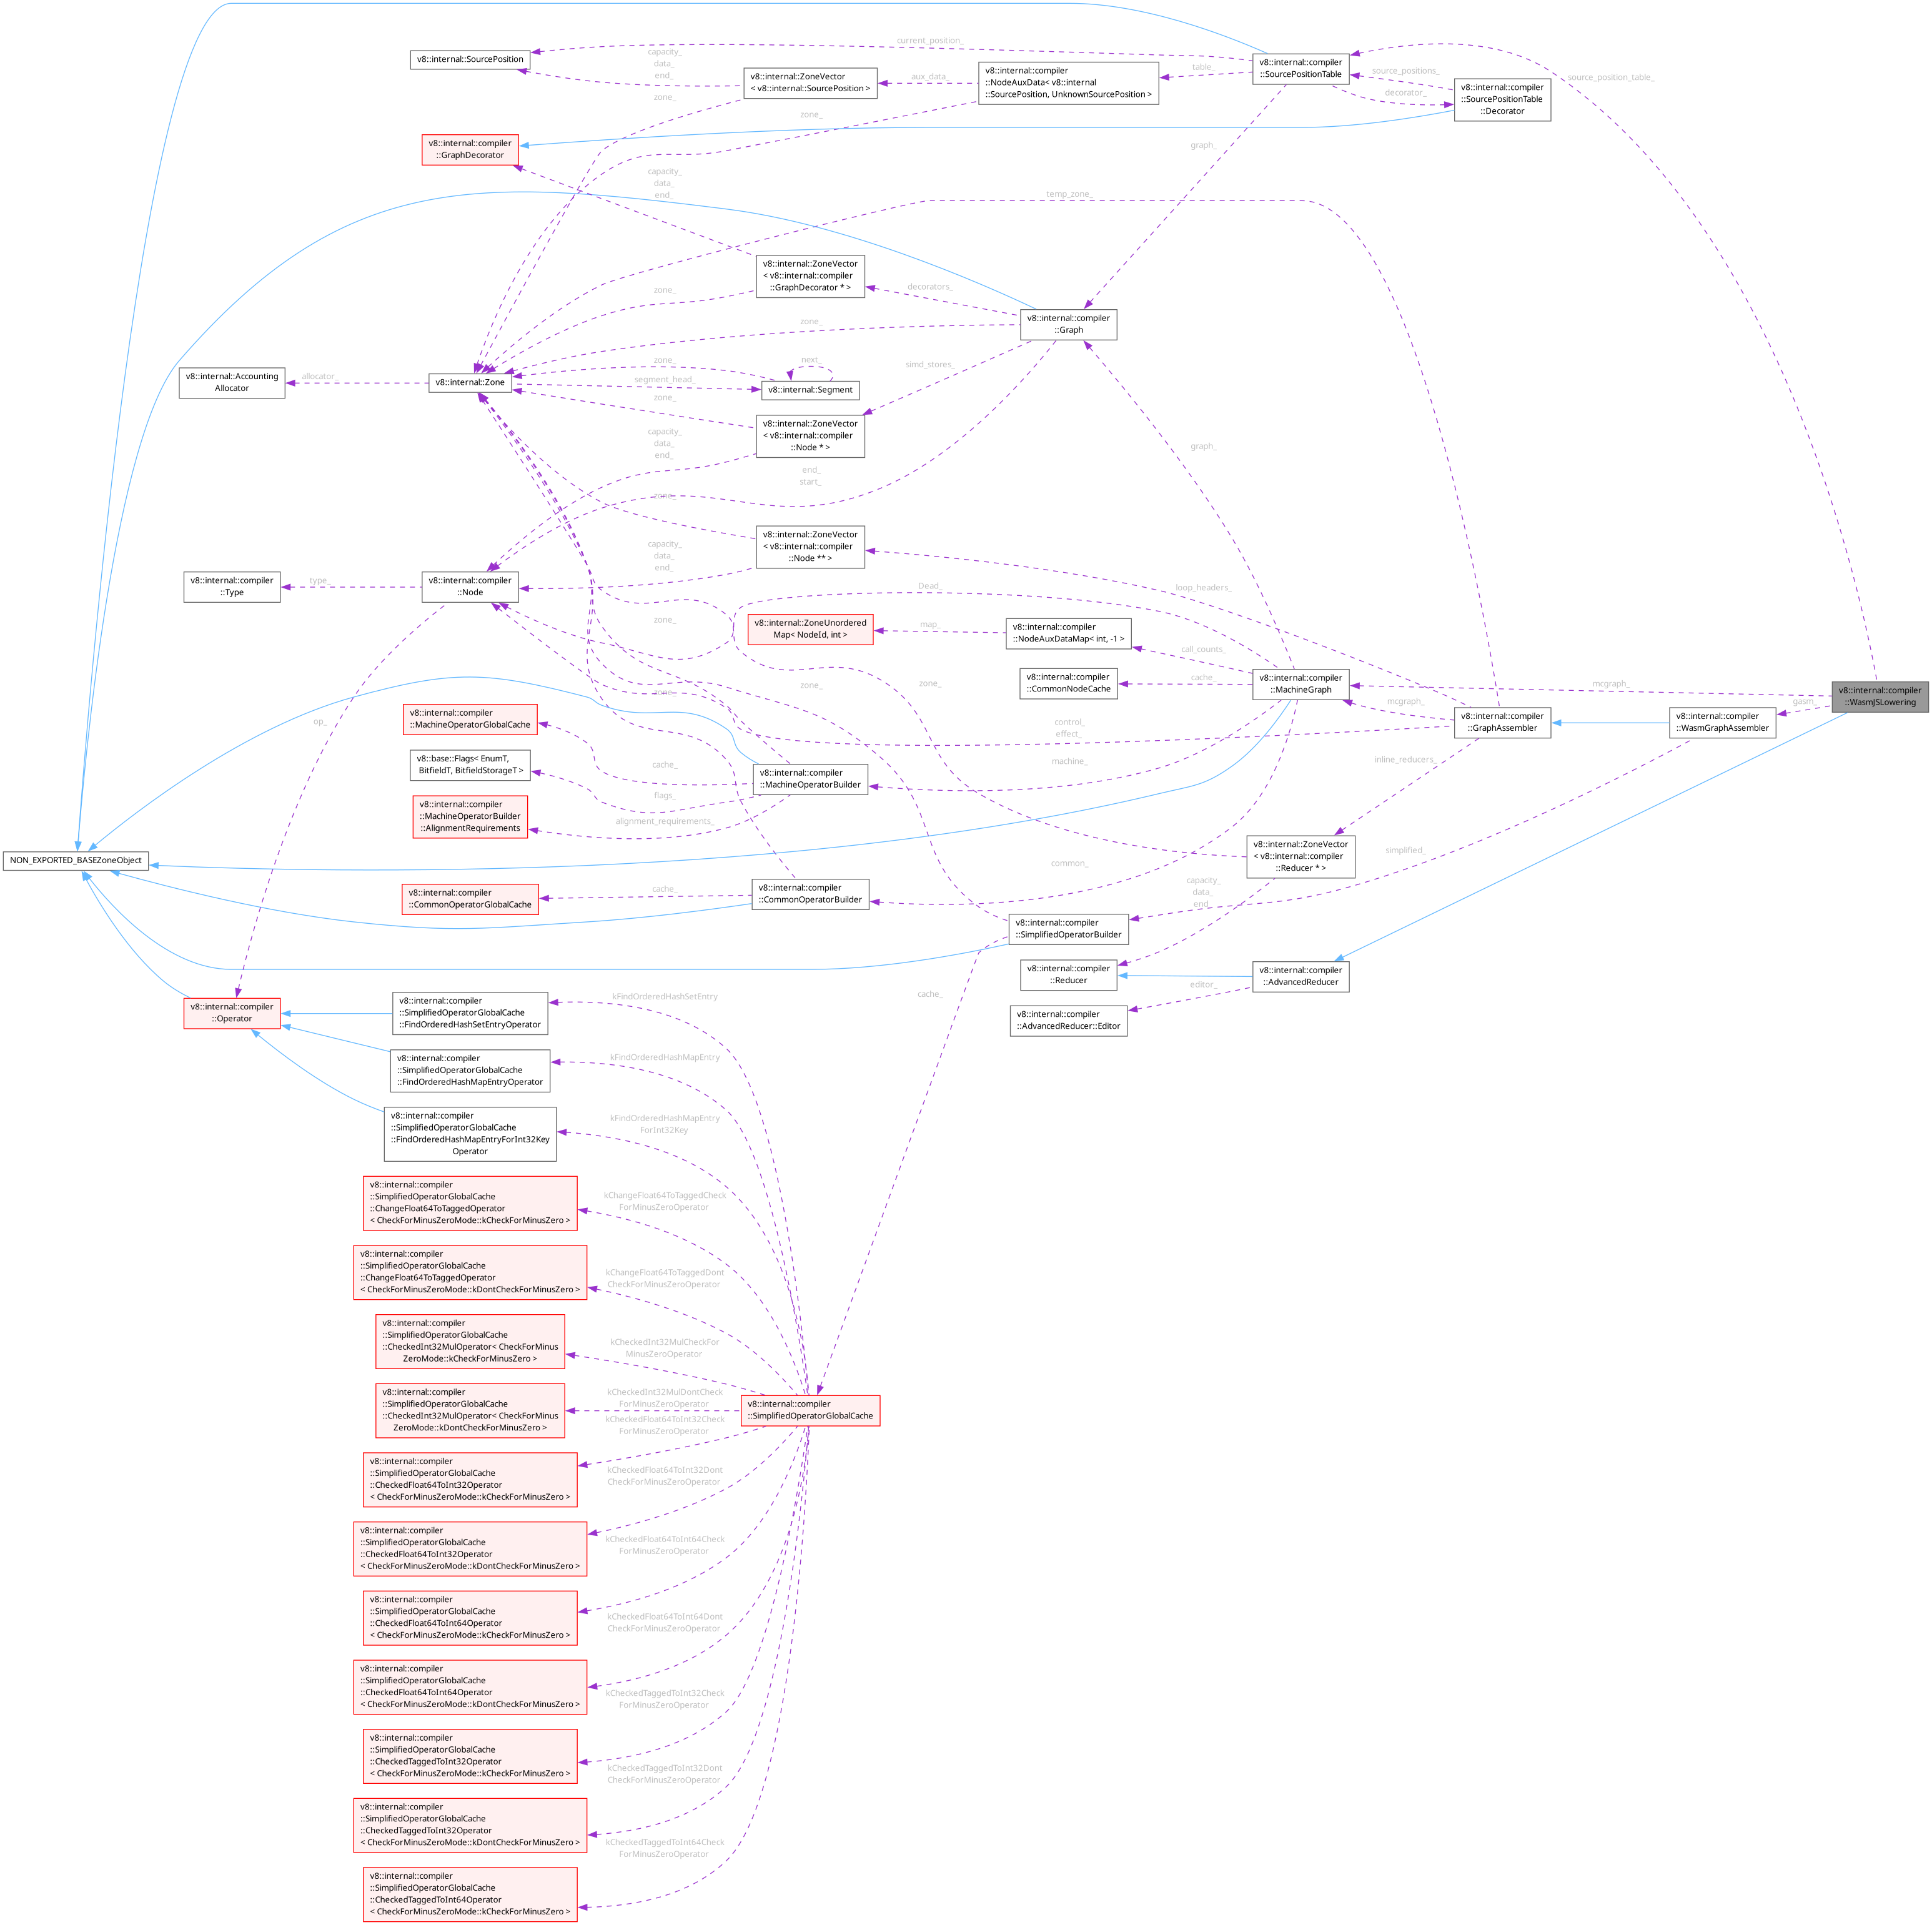 v8::internal::SourcePosition
current_position_
capacity_
data_
end_
v8::internal::ZoneVector
< v8::internal::SourcePosition >
aux_data_
v8::internal::compiler
::NodeAuxData< v8::internal
::SourcePosition, UnknownSourcePosition >
table_
v8::internal::compiler
::SourcePositionTable
source_positions_
decorator_
v8::internal::compiler
::SourcePositionTable
::Decorator
source_position_table_
zone_
zone_
v8::internal::compiler
::GraphDecorator
graph_
capacity_
data_
end_
temp_zone_
v8::internal::ZoneVector
< v8::internal::compiler
::GraphDecorator * >
zone_
decorators_
v8::internal::compiler
::Graph
zone_
v8::internal::Accounting
Allocator
allocator_
v8::internal::Zone
zone_
segment_head_
next_
v8::internal::Segment
simd_stores_
zone_
v8::internal::ZoneVector
< v8::internal::compiler
::Node * >
capacity_
data_
end_
graph_
end_
start_
zone_
v8::internal::ZoneVector
< v8::internal::compiler
::Node ** >
capacity_
data_
end_
v8::internal::compiler
::Type
type_
v8::internal::compiler
::Node
Dead_
loop_headers_
zone_
v8::internal::ZoneUnordered
Map< NodeId, int >
map_
v8::internal::compiler
::NodeAuxDataMap< int, -1 >
call_counts_
v8::internal::compiler
::CommonNodeCache
cache_
v8::internal::compiler
::MachineGraph
mcgraph_
mcgraph_
v8::internal::compiler
::GraphAssembler
v8::internal::compiler
::WasmGraphAssembler
gasm_
v8::internal::compiler
::WasmJSLowering
zone_
zone_
zone_
op_
v8::internal::compiler
::MachineOperatorGlobalCache
control_
effect_
v8::base::Flags< EnumT,
BitfieldT, BitfieldStorageT >
cache_
flags_
v8::internal::compiler
::MachineOperatorBuilder
machine_
inline_reducers_
v8::internal::compiler
::MachineOperatorBuilder
::AlignmentRequirements
alignment_requirements_
NON_EXPORTED_BASEZoneObject
v8::internal::ZoneVector
< v8::internal::compiler
::Reducer * >
simplified_
common_
v8::internal::compiler
::CommonOperatorGlobalCache
cache_
v8::internal::compiler
::CommonOperatorBuilder
capacity_
data_
end_
v8::internal::compiler
::SimplifiedOperatorBuilder
v8::internal::compiler
::Reducer
v8::internal::compiler
::AdvancedReducer
editor_
v8::internal::compiler
::AdvancedReducer::Editor
v8::internal::compiler
::Operator
v8::internal::compiler
::SimplifiedOperatorGlobalCache
::FindOrderedHashSetEntryOperator
kFindOrderedHashSetEntry
cache_
v8::internal::compiler
::SimplifiedOperatorGlobalCache
::FindOrderedHashMapEntryOperator
kFindOrderedHashMapEntry
v8::internal::compiler
::SimplifiedOperatorGlobalCache
::FindOrderedHashMapEntryForInt32Key
Operator
kFindOrderedHashMapEntry
ForInt32Key
v8::internal::compiler
::SimplifiedOperatorGlobalCache
::ChangeFloat64ToTaggedOperator
< CheckForMinusZeroMode::kCheckForMinusZero >
kChangeFloat64ToTaggedCheck
ForMinusZeroOperator
v8::internal::compiler
::SimplifiedOperatorGlobalCache
::ChangeFloat64ToTaggedOperator
< CheckForMinusZeroMode::kDontCheckForMinusZero >
kChangeFloat64ToTaggedDont
CheckForMinusZeroOperator
v8::internal::compiler
::SimplifiedOperatorGlobalCache
::CheckedInt32MulOperator< CheckForMinus
ZeroMode::kCheckForMinusZero >
kCheckedInt32MulCheckFor
MinusZeroOperator
v8::internal::compiler
::SimplifiedOperatorGlobalCache
::CheckedInt32MulOperator< CheckForMinus
ZeroMode::kDontCheckForMinusZero >
kCheckedInt32MulDontCheck
ForMinusZeroOperator
v8::internal::compiler
::SimplifiedOperatorGlobalCache
kCheckedFloat64ToInt32Check
ForMinusZeroOperator
v8::internal::compiler
::SimplifiedOperatorGlobalCache
::CheckedFloat64ToInt32Operator
< CheckForMinusZeroMode::kCheckForMinusZero >
kCheckedFloat64ToInt32Dont
CheckForMinusZeroOperator
v8::internal::compiler
::SimplifiedOperatorGlobalCache
::CheckedFloat64ToInt32Operator
< CheckForMinusZeroMode::kDontCheckForMinusZero >
kCheckedFloat64ToInt64Check
ForMinusZeroOperator
v8::internal::compiler
::SimplifiedOperatorGlobalCache
::CheckedFloat64ToInt64Operator
< CheckForMinusZeroMode::kCheckForMinusZero >
kCheckedFloat64ToInt64Dont
CheckForMinusZeroOperator
v8::internal::compiler
::SimplifiedOperatorGlobalCache
::CheckedFloat64ToInt64Operator
< CheckForMinusZeroMode::kDontCheckForMinusZero >
kCheckedTaggedToInt32Check
ForMinusZeroOperator
v8::internal::compiler
::SimplifiedOperatorGlobalCache
::CheckedTaggedToInt32Operator
< CheckForMinusZeroMode::kCheckForMinusZero >
kCheckedTaggedToInt32Dont
CheckForMinusZeroOperator
v8::internal::compiler
::SimplifiedOperatorGlobalCache
::CheckedTaggedToInt32Operator
< CheckForMinusZeroMode::kDontCheckForMinusZero >
kCheckedTaggedToInt64Check
ForMinusZeroOperator
v8::internal::compiler
::SimplifiedOperatorGlobalCache
::CheckedTaggedToInt64Operator
< CheckForMinusZeroMode::kCheckForMinusZero >